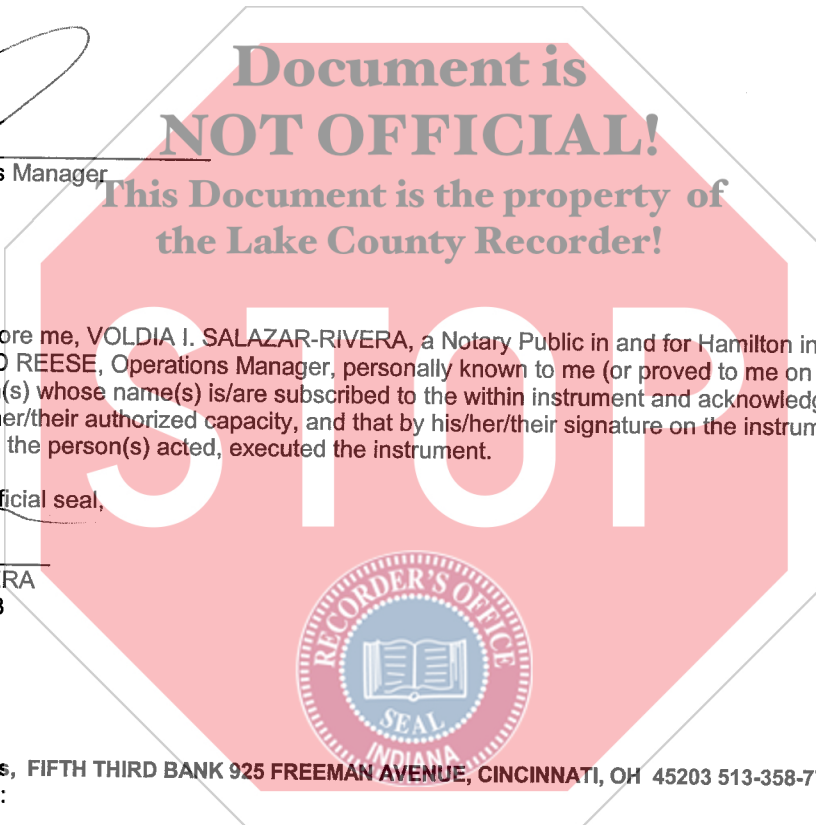 Document is
NOT OFFICIAL!
s Manager
This Document is the property of
the Lake County Recorder!
ore me, VOLDIA I. SALAZAR-RIVERA, a Notary Public in and for Hamilton in
REESE, Operations Manager, personally known to me (or proved to me on
(s) whose name(s) is/are subscribed to the within instrument and acknowledg
er/their authorized capacity, and that by his/her/their signature on the instrum
the person(s) acted, executed the instrument.
STOP
ficial seal,
ERA
3
RECORDER'S OFFICE
SEAL
INDIANA
s, FIFTH THIRD BANK 925 FREEMAN AVENUE, CINCINNATI, OH 45203 513-358-7
: